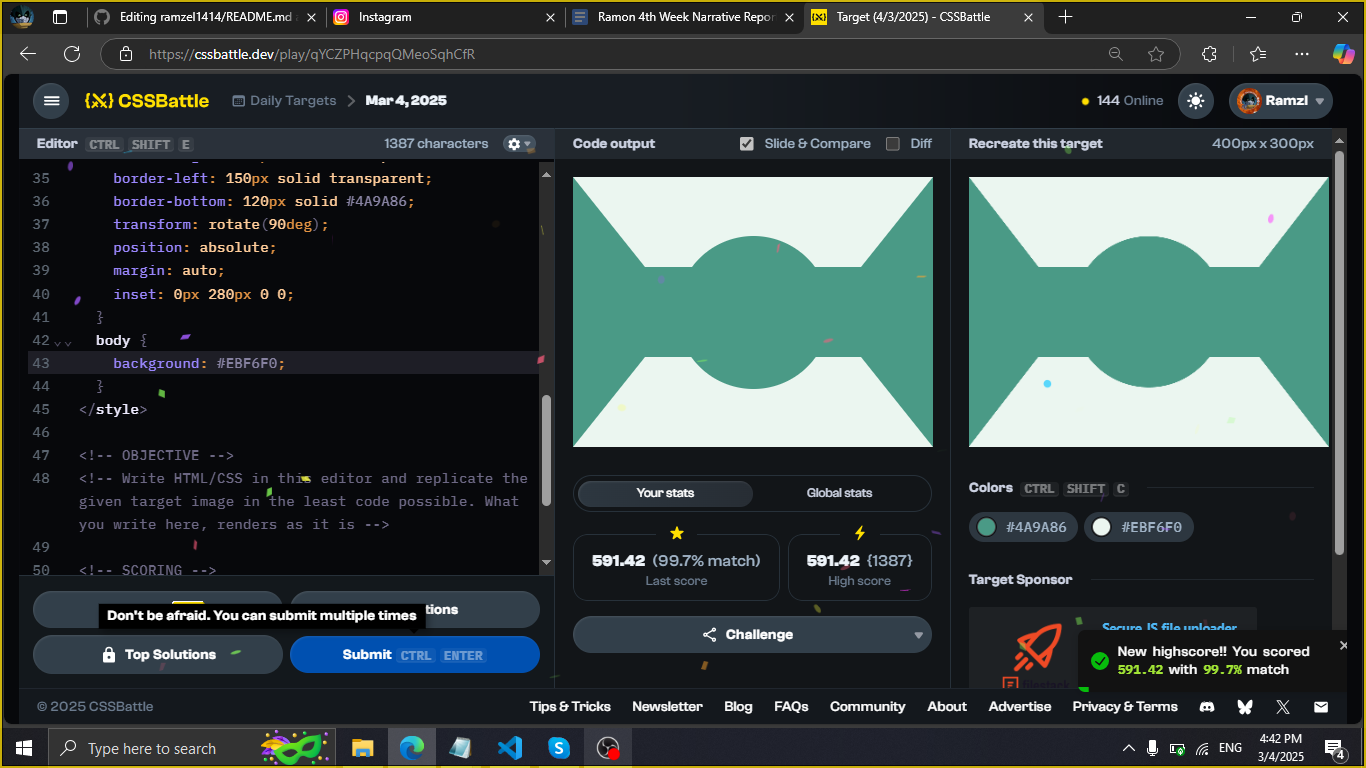 Editing ramzel1414/README.md
Instagram
Ramon 4th Week Narrative Repor
Target (4/3/2025) - CSSBattle
https://cssbattle.dev/play/qYCZPHqcpqQMeoSqhCfR
CSSBattle
Daily Targets
Mar 4, 2025
144 Online
Ramzl
Editor CTRL SHIFT E
1387 characters
Code output
Slide & Compare
Diff
Recreate this target
400px x 300px
35 border-left: 150px solid transparent;
36 border-bottom: 120px solid #4A9A86;
37 transform: rotate(90deg);
38 position: absolute;
39 margin: auto;
40 inset: 0px 280px 0 0;
41 }
42 body {
43 background: #EBF6F0;
44 }
45 </style>
46
47 <!-- OBJECTIVE -->
48 <!-- Write HTML/CSS in this editor and replicate the
given target image in the least code possible. What
you write here, renders as it is -->
49
50 <!-- SCORING -->
Don't be afraid. You can submit multiple times
tions
Top Solutions
Submit CTRL ENTER
Your stats
Global stats
591.42 (99.7% match)
Last score
591.42 {1387}
High score
Challenge
Colors CTRL SHIFT C
#4A9A86
#EBF6F0
Target Sponsor
Secure JS file uploader
filestack
New highscore!! You scored
591.42 with 99.7% match
© 2025 CSSBattle
Tips & Tricks
Newsletter
Blog
FAQs
Community
About
Advertise
Privacy & Terms
Type here to search
ENG
4:42 PM
3/4/2025
4